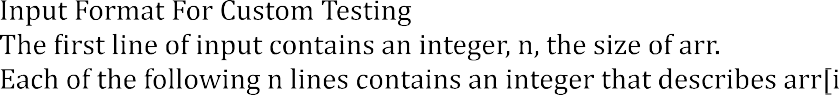 Input Format For Custom Testing
The first line of input contains an integer, n, the size of arr.
Each of the following n lines contains an integer that describes arr[i